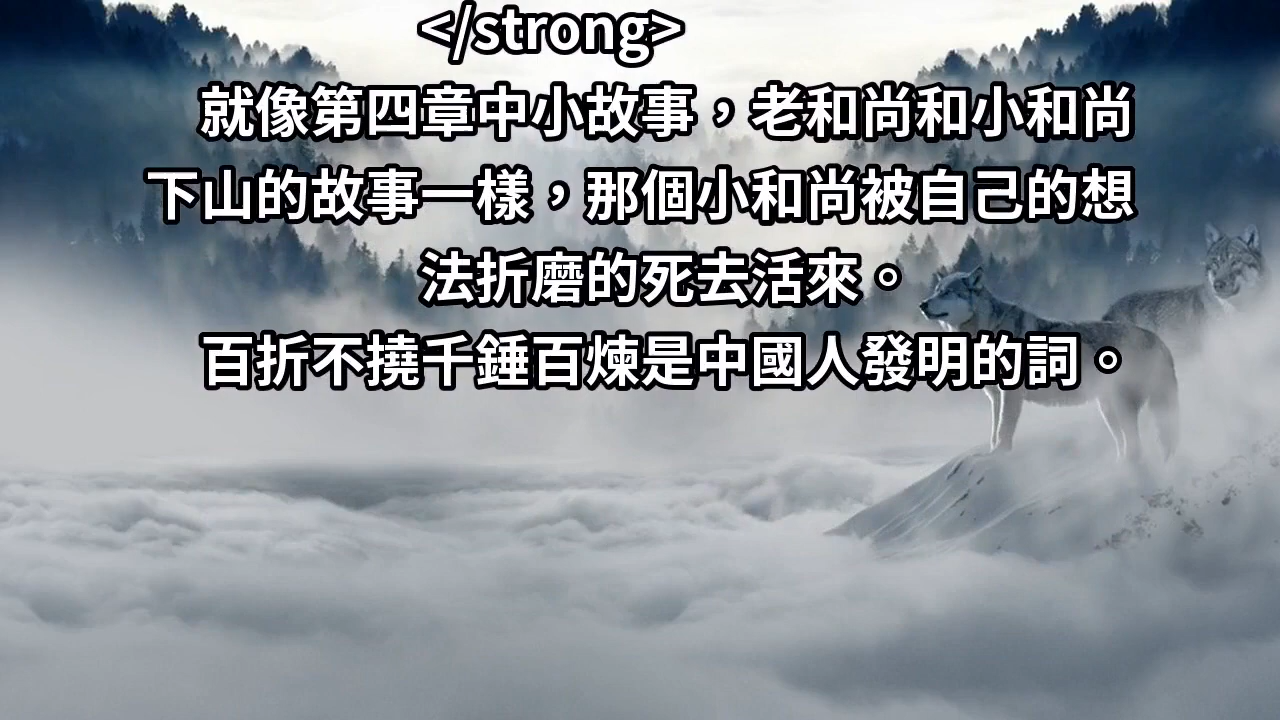 </strong>
就像第四章中小故事，老和尚和小和尚
下山的故事一樣，那個小和尚被自己的想
法折磨的死去活來。
百折不撓千錘百煉是中國人發明的詞。